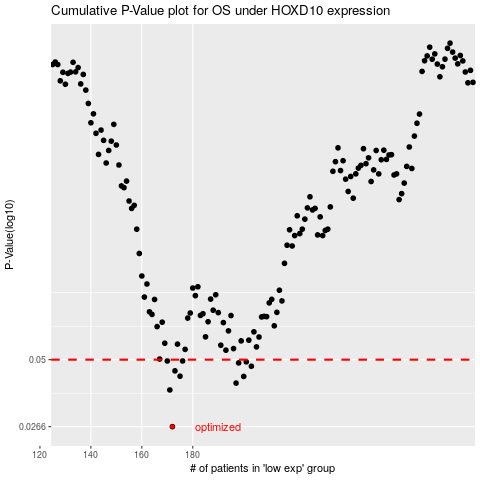 Cumulative P-Value plot for OS under HOXD10 expression
P-Value(log10)
0.05
0.0266
optimized
120 140 160 180
# of patients in 'low exp' group